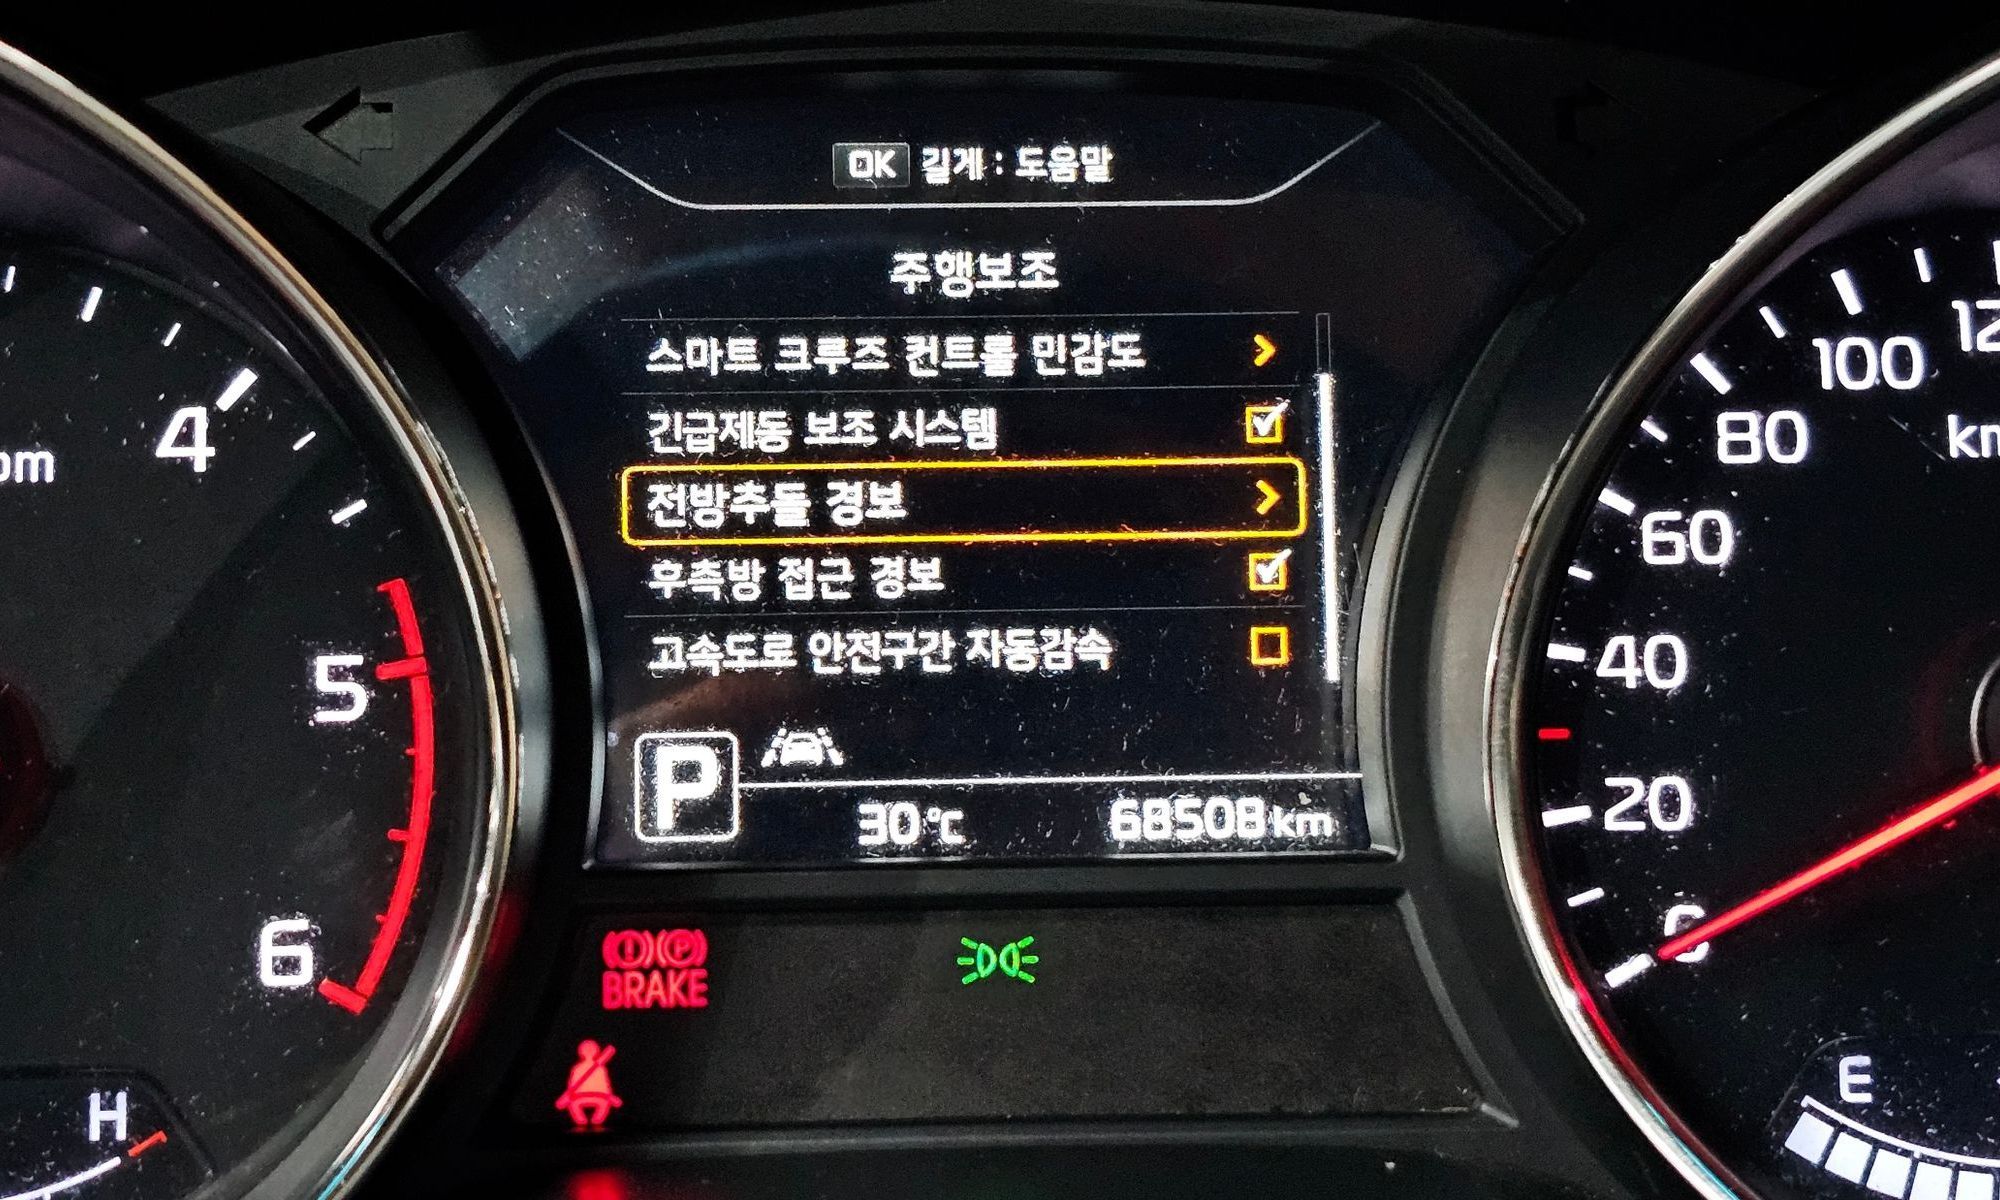 OK 길게 : 도움말
주행보조
스마트 크루즈 컨트롤 민감도
긴급제동 보조 시스템
전방추돌 경보
후측방 접근 경보
고속도로 안전구간 자동감속
P
30°C 68508 km
BRAKE
4
5
6
H
100
80
km
60
40
20
0
E